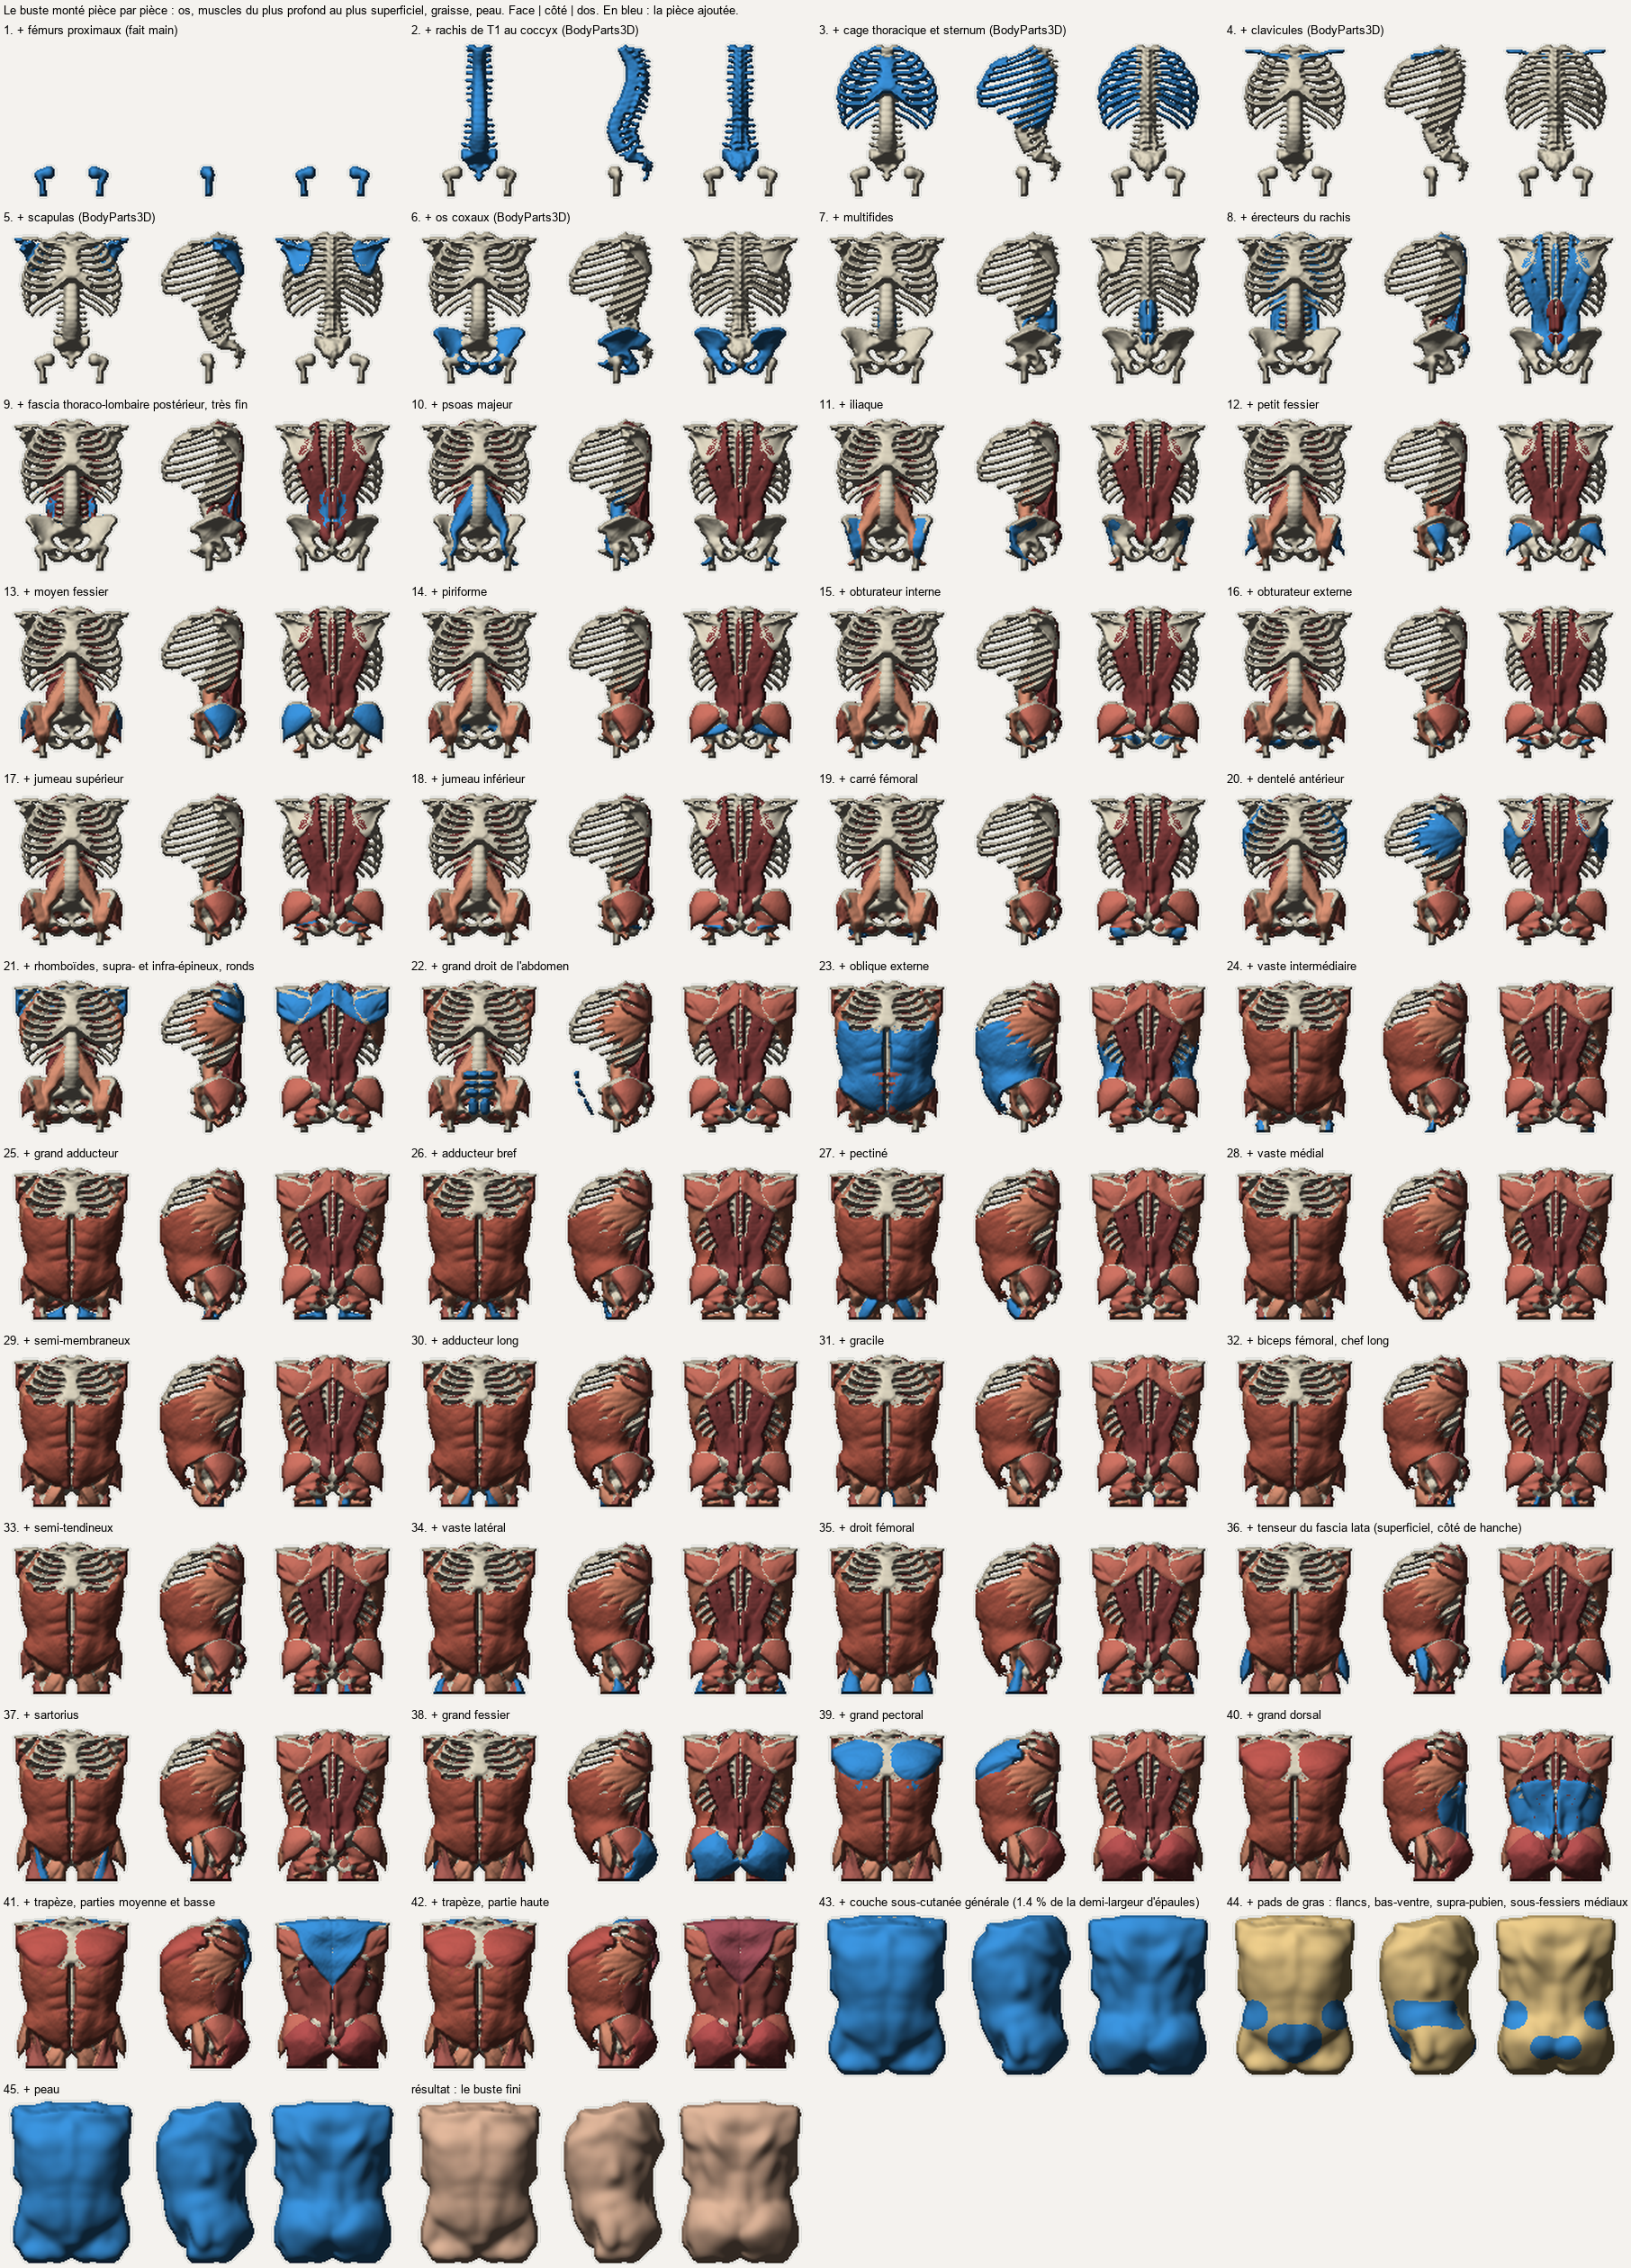 Le buste monté pièce par pièce : os, muscles du plus profond au plus superficiel, graisse, peau. Face | côté | dos. En bleu : la pièce ajoutée.
1. + fémurs proximaux (fait main)
2. + rachis de T1 au coccyx (BodyParts3D)
3. + cage thoracique et sternum (BodyParts3D)
4. + clavicules (BodyParts3D)
5. + scapulas (BodyParts3D)
6. + os coxaux (BodyParts3D)
7. + multifides
8. + érecteurs du rachis
9. + fascia thoraco-lombaire postérieur, très fin
10. + psoas majeur
11. + iliaque
12. + petit fessier
13. + moyen fessier
14. + piriforme
15. + obturateur interne
16. + obturateur externe
17. + jumeau supérieur
18. + jumeau inférieur
19. + carré fémoral
20. + dentelé antérieur
21. + rhomboïdes, supra- et infra-épineux, ronds
22. + grand droit de l'abdomen
23. + oblique externe
24. + vaste intermédiaire
25. + grand adducteur
26. + adducteur bref
27. + pectiné
28. + vaste médial
29. + semi-membraneux
30. + adducteur long
31. + gracile
32. + biceps fémoral, chef long
33. + semi-tendineux
34. + vaste latéral
35. + droit fémoral
36. + tenseur du fascia lata (superficiel, côté de hanche)
37. + sartorius
38. + grand fessier
39. + grand pectoral
40. + grand dorsal
41. + trapèze, parties moyenne et basse
42. + trapèze, partie haute
43. + couche sous-cutanée générale (1.4 % de la demi-largeur d'épaules)
44. + pads de gras : flancs, bas-ventre, supra-pubien, sous-fessiers médiaux
45. + peau
résultat : le buste fini